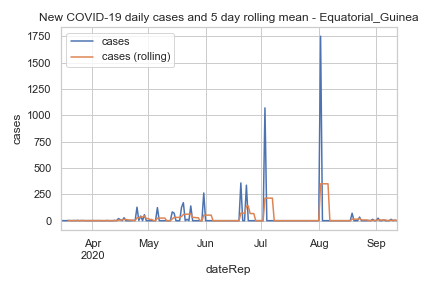 New COVID-19 daily cases and 5 day rolling mean - Equatorial_Guinea
cases
cases (rolling)
1750
1500
1250
1000
750
500
250
0
cases
Apr
2020
May
Jun
Jul
Aug
Sep
dateRep